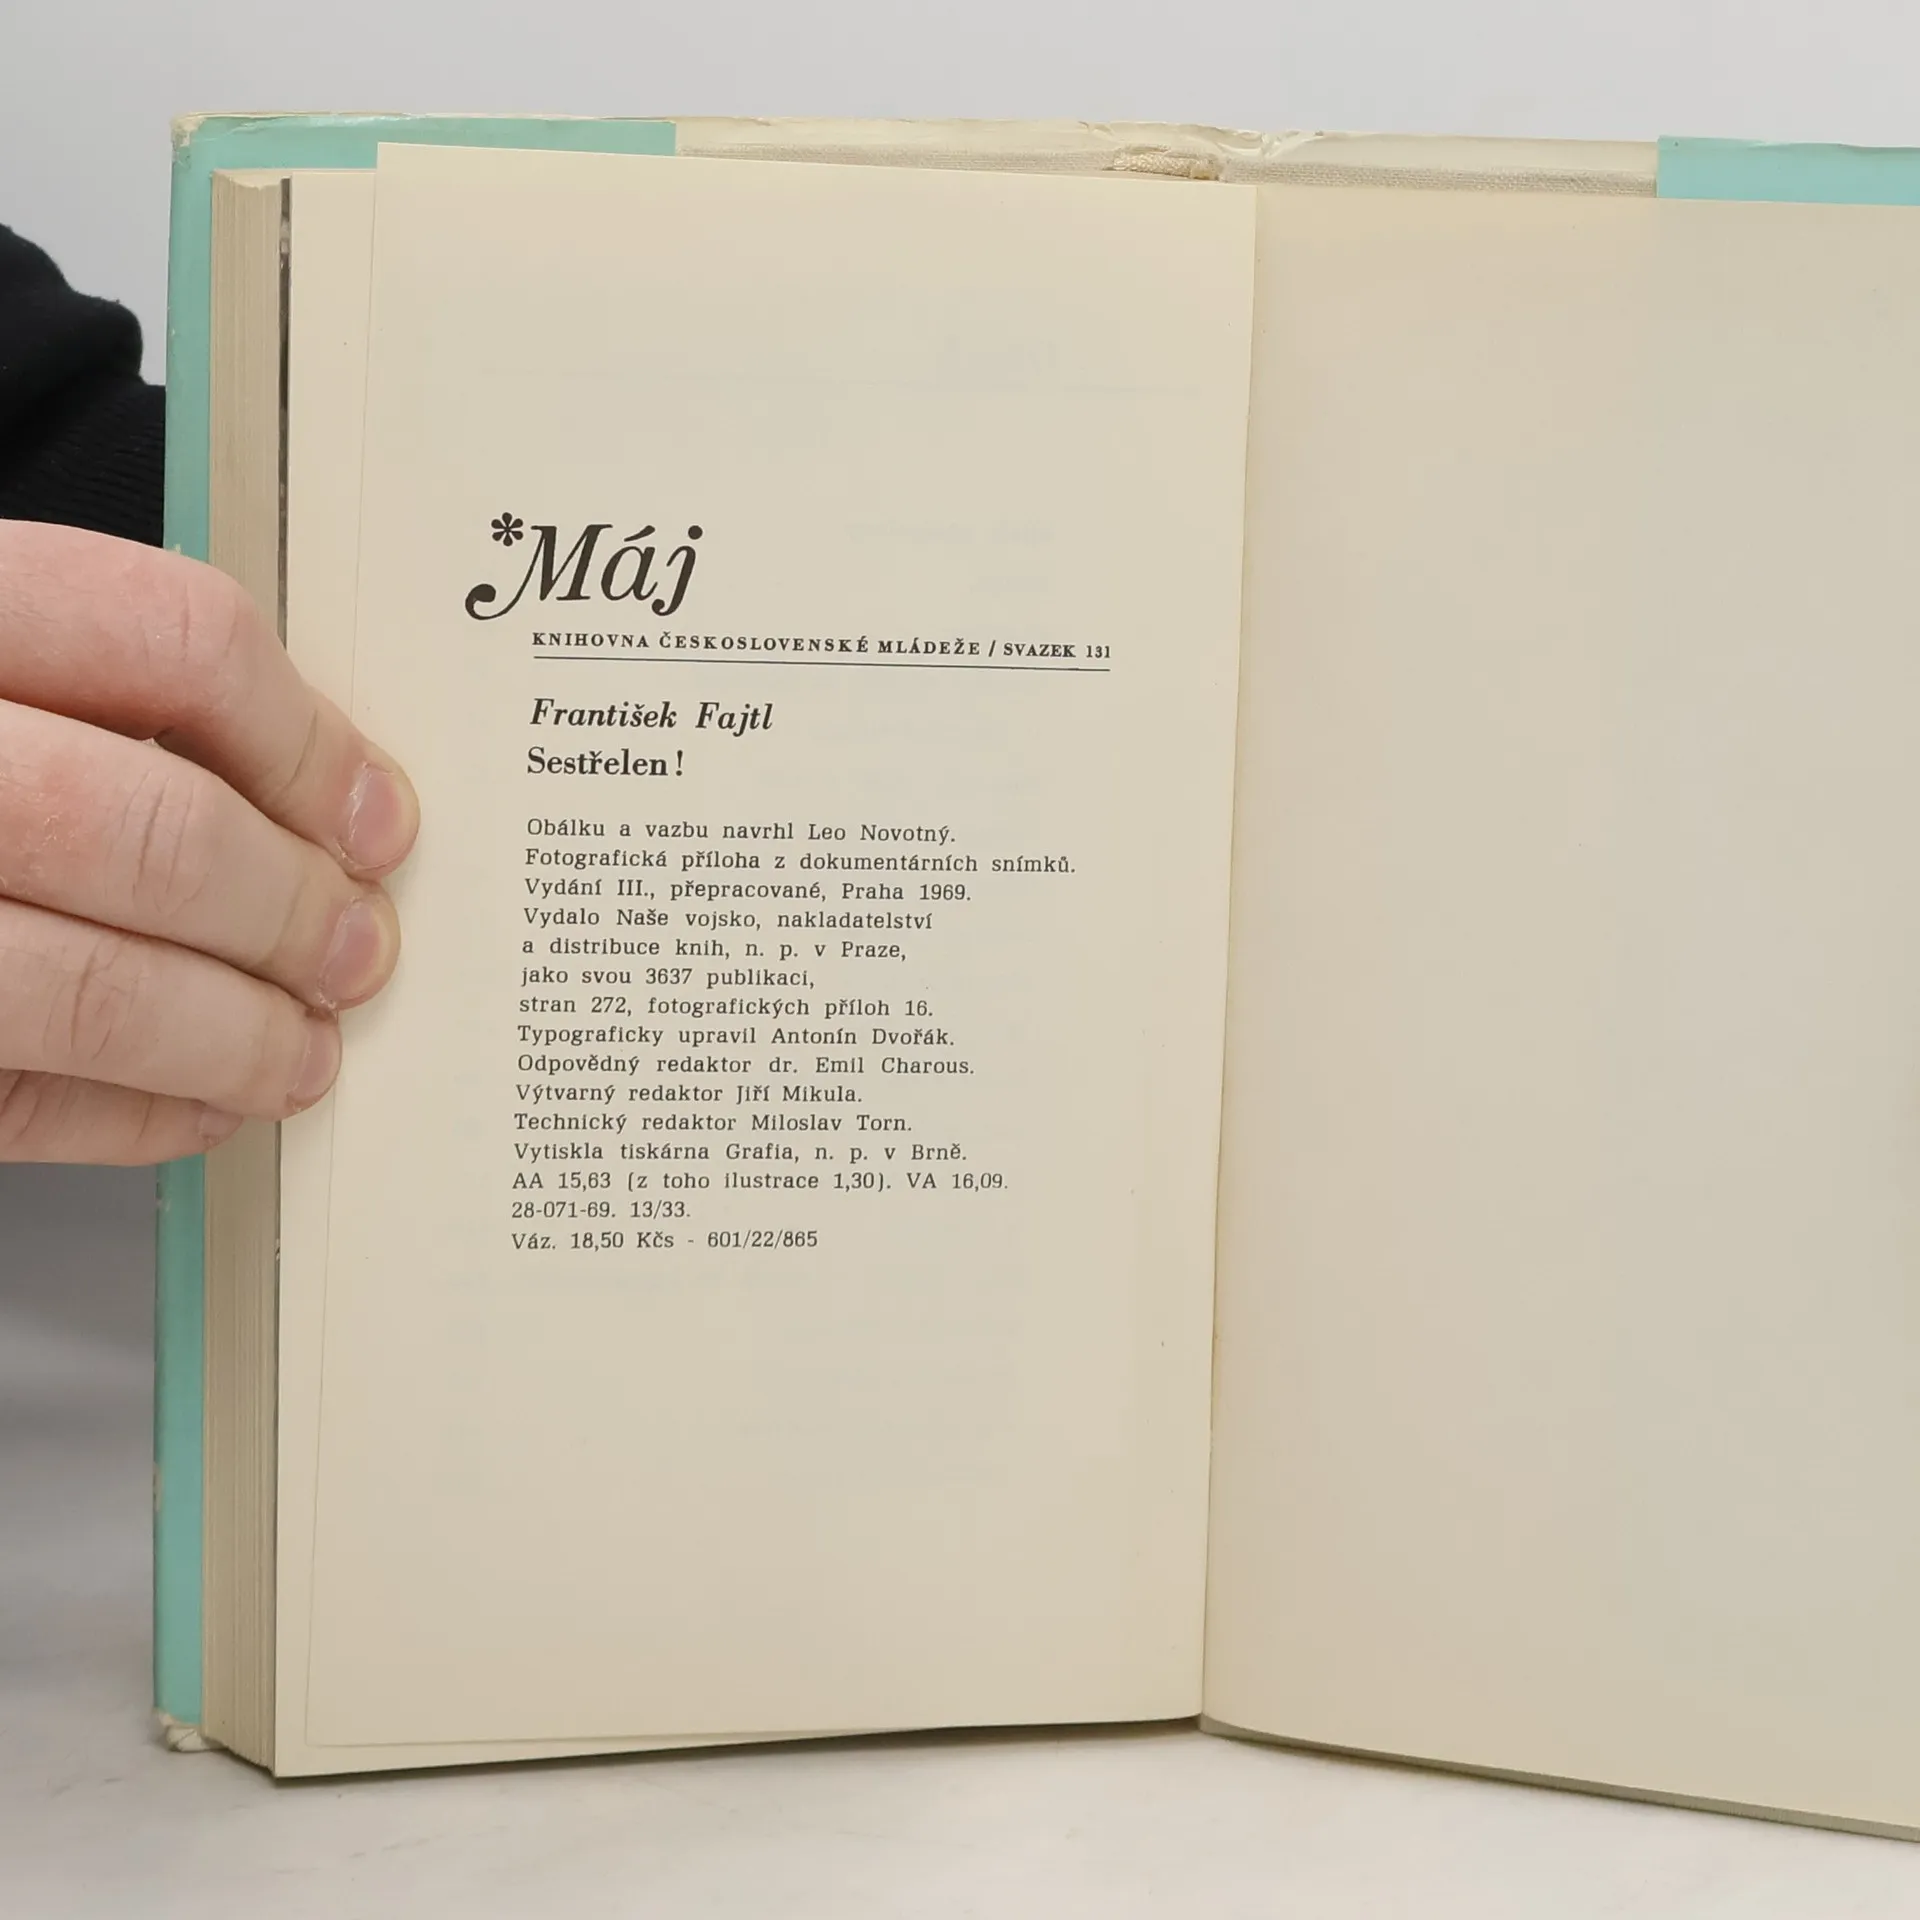 *Máj
KNIHOVNA ČESKOSLOVENSKÉ MLÁDEŽE / SVAZEK 131
František Fajtl
Sestřelen!
Obálku a vazbu navrhl Leo Novotný.
Fotografická příloha z dokumentárních snímků.
Vydání III., přepracované, Praha 1969.
Vydalo Naše vojsko, nakladatelství
a distribuce knih, n. p. v Praze,
jako svou 3637 publikaci,
stran 272, fotografických příloh 16.
Typograficky upravil Antonín Dvořák.
Odpovědný redaktor dr. Emil Charous.
Výtvarný redaktor Jiří Mikula.
Technický redaktor Miloslav Torn.
Vytiskla tiskárna Grafia, n. p. v Brně.
AA 15,63 (z toho ilustrace 1,30). VA 16,09.
28-071-69. 13/33.
Váz. 18,50 Kčs - 601/22/865